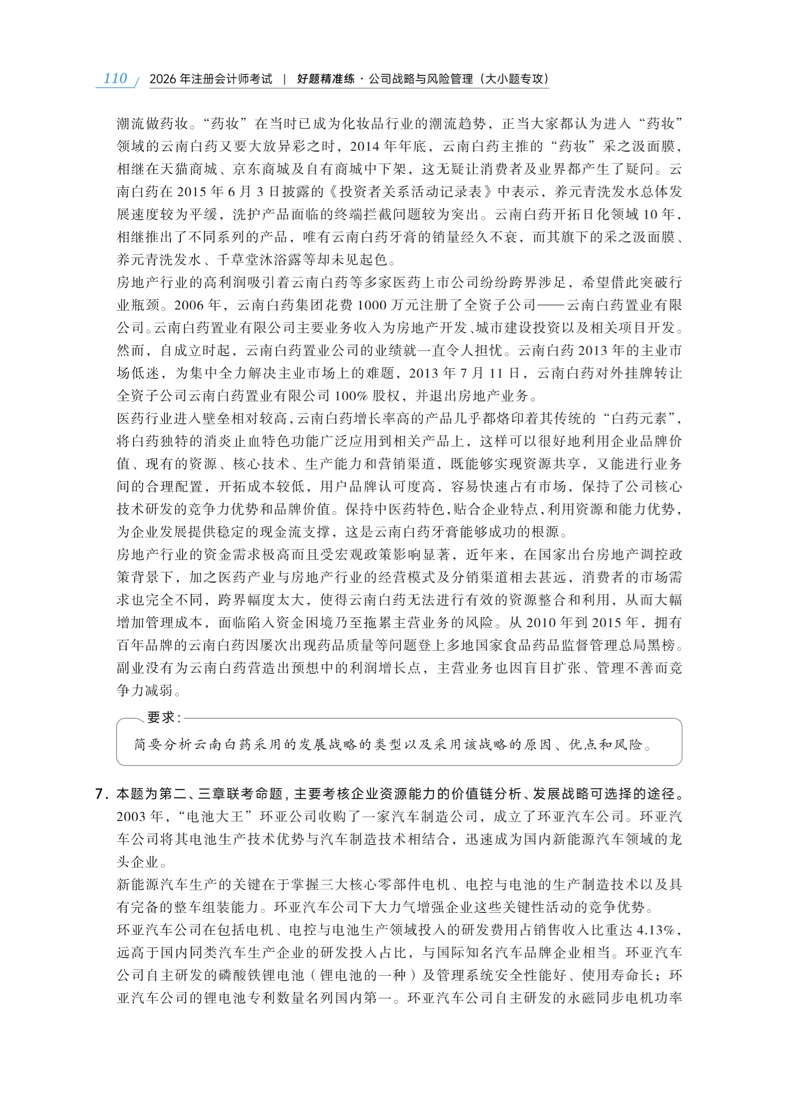 110 2026 年注册会计师考试 | 好题精准练 · 公司战略与风险管理（大小题专攻）
潮流做药妆。“药妆”在当时已成为化妆品行业的潮流趋势，正当大家都认为进入“药妆”
领域的云南白药又要大放异彩之时，2014 年年底，云南白药主推的“药妆”采之汲面膜，
相继在天猫商城、京东商城及自有商城中下架，这无疑让消费者及业界都产生了疑问。云
南白药在 2015 年 6 月 3 日披露的《投资者关系活动记录表》中表示，养元青洗发水总体发
展速度较为平缓，洗护产品面临的终端拦截问题较为突出。云南白药开拓日化领域 10 年，
相继推出了不同系列的产品，唯有云南白药牙膏的销量经久不衰，而其旗下的采之汲面膜、
养元青洗发水、千草堂沐浴露等却未见起色。
房地产行业的高利润吸引着云南白药等多家医药上市公司纷纷跨界涉足，希望借此突破行
业瓶颈。2006 年，云南白药集团花费 1000 万元注册了全资子公司——云南白药置业有限
公司。云南白药置业有限公司主要业务收入为房地产开发、城市建设投资以及相关项目开发。
然而，自成立时起，云南白药置业公司的业绩就一直令人担忧。云南白药 2013 年的主业市
场低迷，为集中全力解决主业市场上的难题，2013 年 7 月 11 日，云南白药对外挂牌转让
全资子公司云南白药置业有限公司 100% 股权，并退出房地产业务。
医药行业进入壁垒相对较高，云南白药增长率高的产品几乎都烙印着其传统的“白药元素”，
将白药独特的消炎止血特色功能广泛应用到相关产品上，这样可以很好地利用企业品牌价
值、现有的资源、核心技术、生产能力和营销渠道，既能够实现资源共享，又能进行业务
间的合理配置，开拓成本较低，用户品牌认可度高，容易快速占有市场，保持了公司核心
技术研发的竞争力优势和品牌价值。保持中医药特色，贴合企业特点，利用资源和能力优势，
为企业发展提供稳定的现金流支撑，这是云南白药牙膏能够成功的根源。
房地产行业的资金需求极高而且受宏观政策影响显著，近年来，在国家出台房地产调控政
策背景下，加之医药产业与房地产行业的经营模式及分销渠道相去甚远，消费者的市场需
求也完全不同，跨界幅度太大，使得云南白药无法进行有效的资源整合和利用，从而大幅
增加管理成本，面临陷入资金困境乃至拖累主营业务的风险。从 2010 年到 2015 年，拥有
百年品牌的云南白药因屡次出现药品质量等问题登上多地国家食品药品监督管理总局黑榜。
副业没有为云南白药营造出预想中的利润增长点，主营业务也因盲目扩张、管理不善而竞
争力减弱。
要求：
简要分析云南白药采用的发展战略的类型以及采用该战略的原因、优点和风险。
7. 本题为第二、三章联考命题，主要考核企业资源能力的价值链分析、发展战略可选择的途径。
2003 年，“电池大王”环亚公司收购了一家汽车制造公司，成立了环亚汽车公司。环亚汽
车公司将其电池生产技术优势与汽车制造技术相结合，迅速成为国内新能源汽车领域的龙
头企业。
新能源汽车生产的关键在于掌握三大核心零部件电机、电控与电池的生产制造技术以及具
有完备的整车组装能力。环亚汽车公司下大力气增强企业这些关键性活动的竞争优势。
环亚汽车公司在包括电机、电控与电池生产领域投入的研发费用占销售收入比重达 4.13%，
远高于国内同类汽车生产企业的研发投入占比，与国际知名汽车品牌企业相当。环亚汽车
公司自主研发的磷酸铁锂电池（锂电池的一种）及管理系统安全性能好、使用寿命长；环
亚汽车公司的锂电池专利数量名列国内第一。环亚汽车公司自主研发的永磁同步电机功率